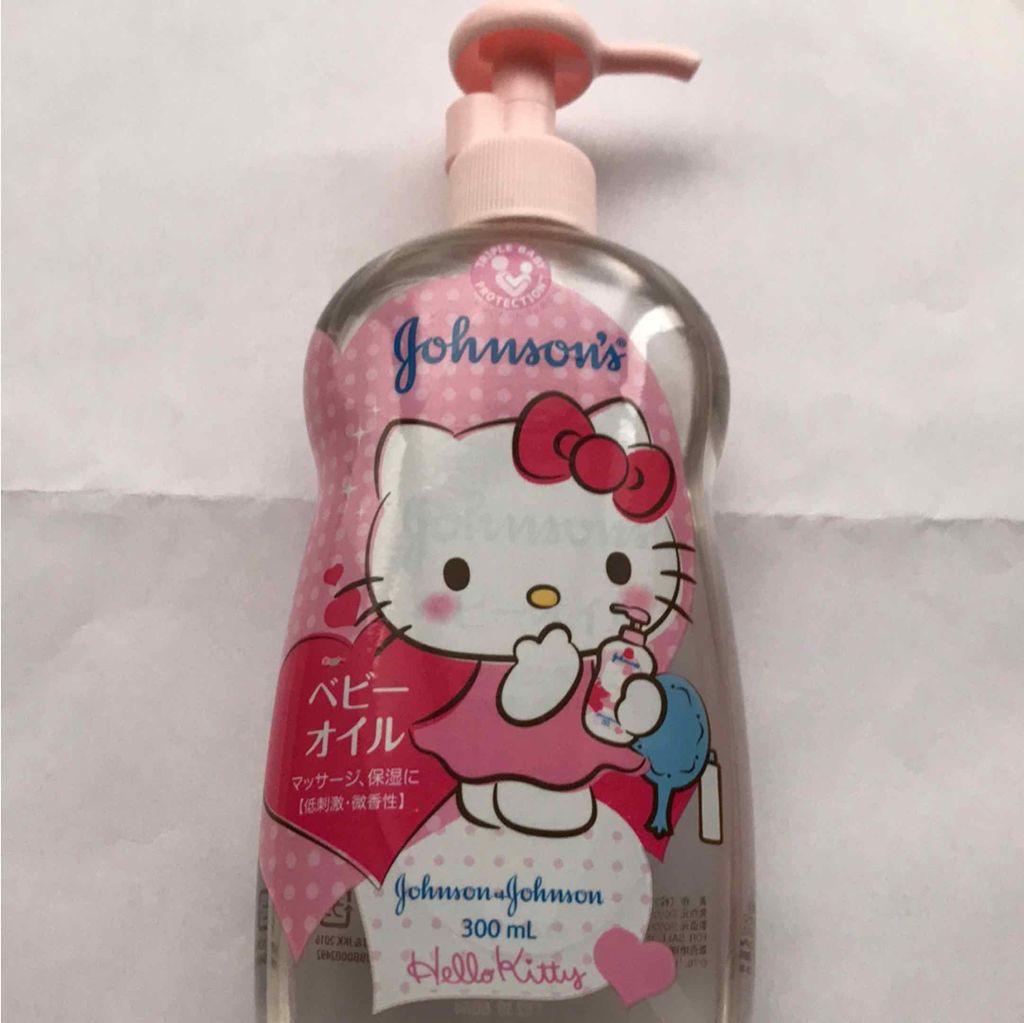 TRIPLE BABY PROTECTION
Johnson's®
ベビー
オイル
マッサージ、保湿に
【低刺激・微香性】
Johnson & Johnson
300 mL
Hello Kitty